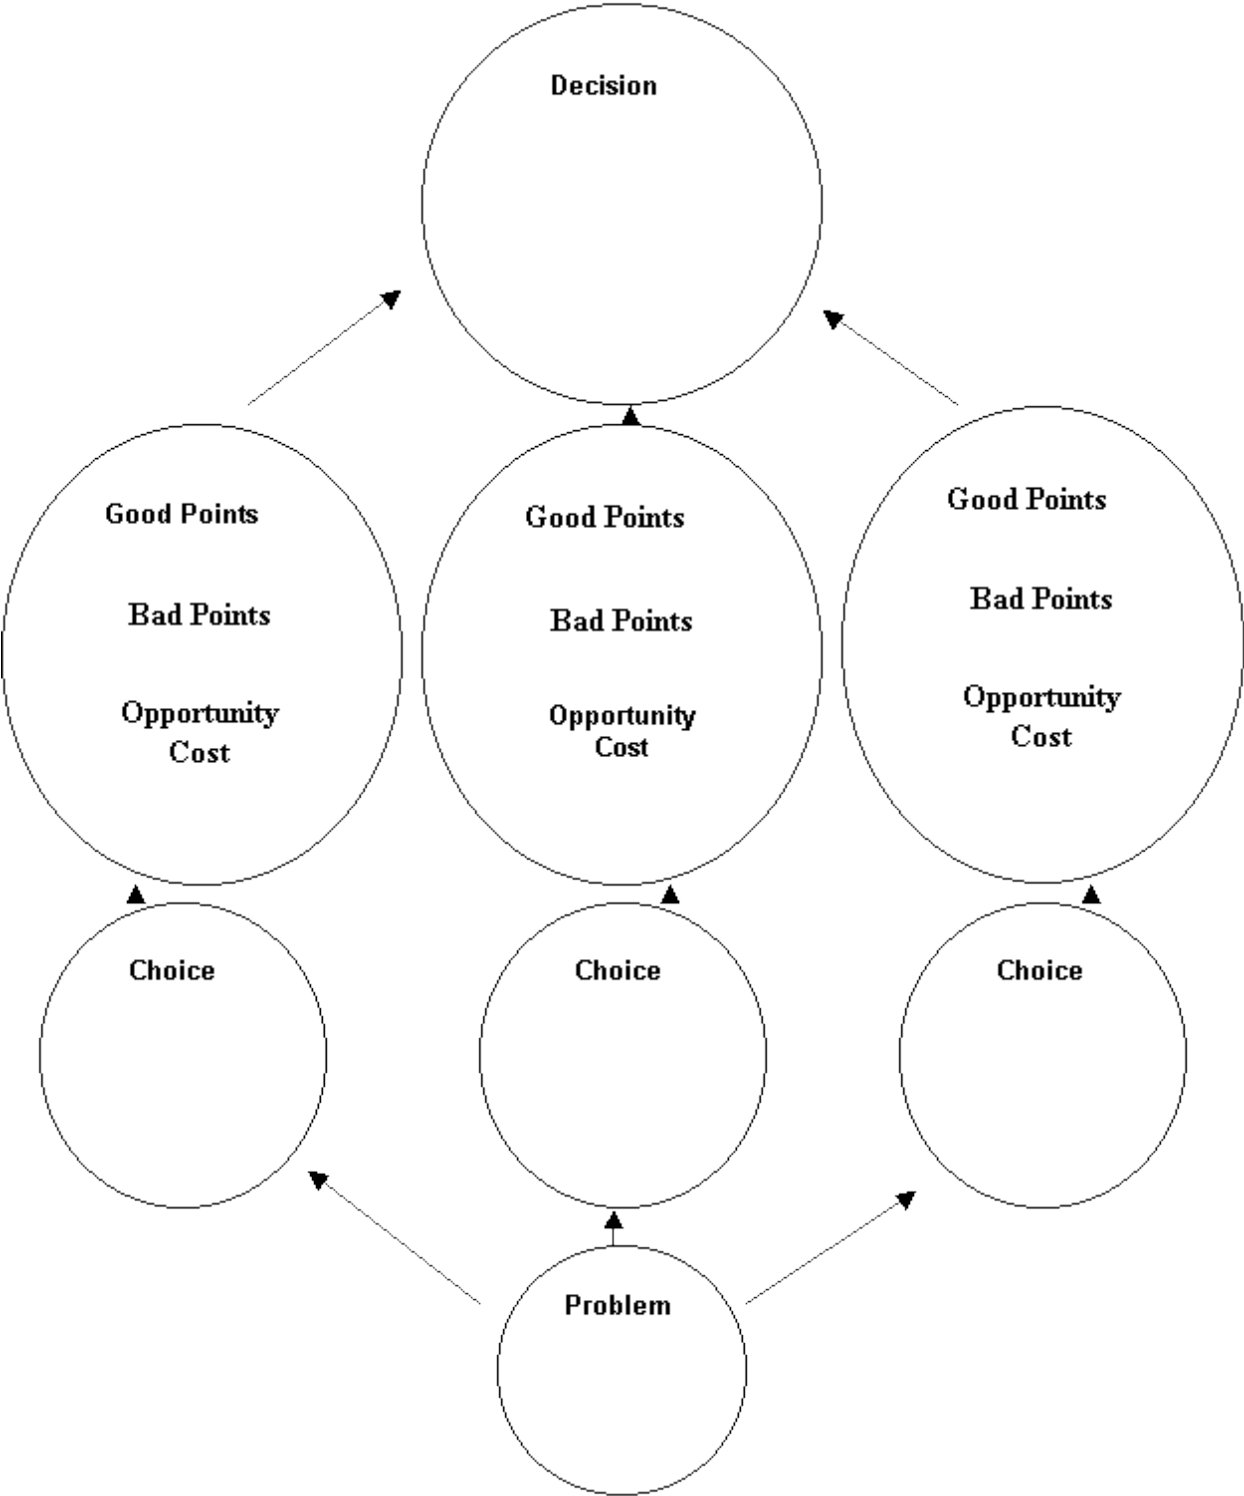 Decision
Good Points
Bad Points
Opportunity
Cost
Good Points
Bad Points
Opportunity
Cost
Good Points
Bad Points
Opportunity
Cost
Choice
Choice
Choice
Problem